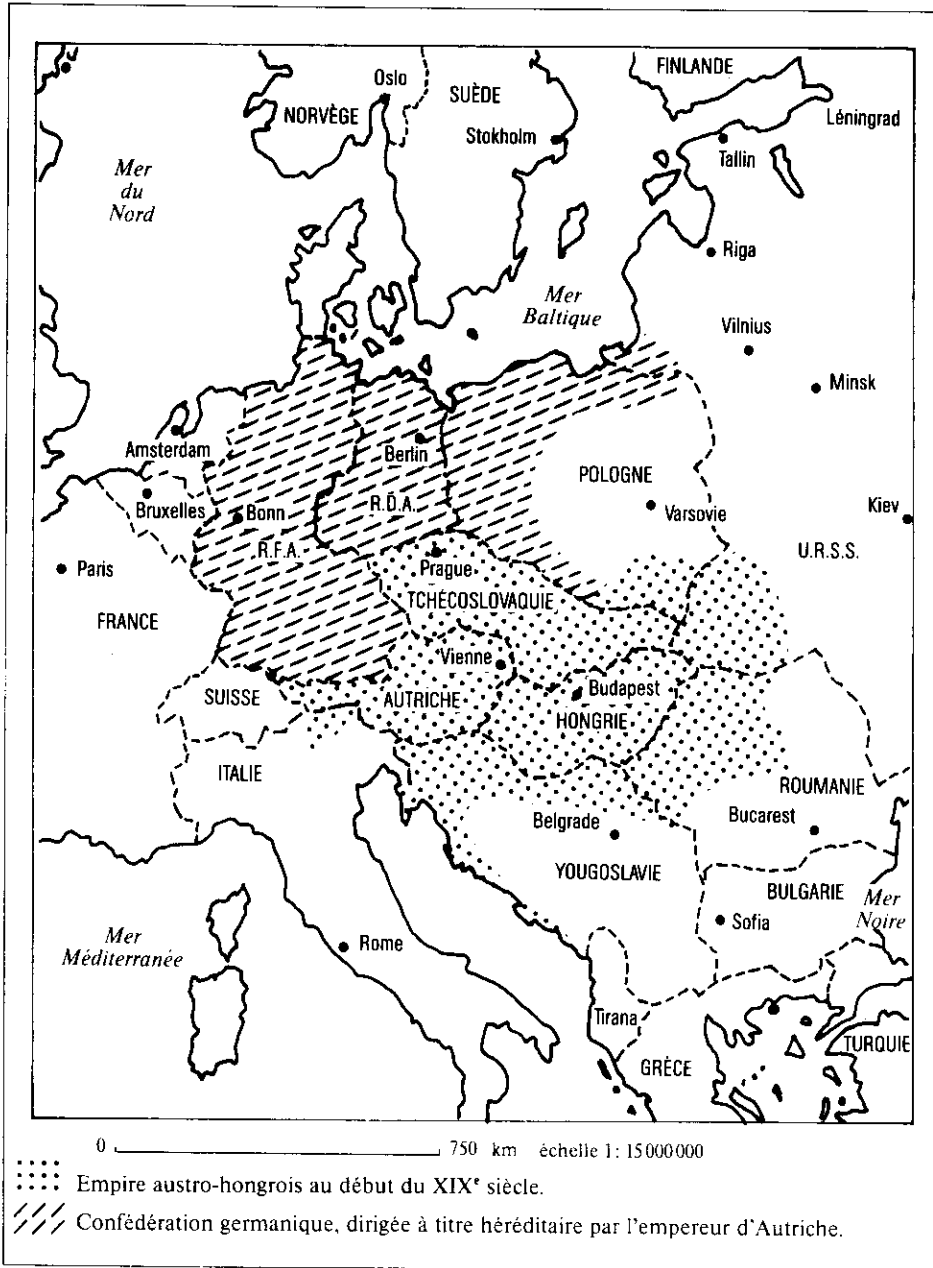 FINLANDE
Oslo
SUÈDE
NORVÈGE
Léningrad
Stokholm
Tallin
Mer
du
Nord
Riga
Mer
Baltique
Vilnius
Minsk
Amsterdam
Berlin
POLOGNE
Bruxelles
Bonn
R.D.A.
Varsovie
Kiev
R.F.A.
U.R.S.S.
Paris
Prague
TCHÉCOSLOVAQUIE
FRANCE
Vienne
SUISSE
AUTRICHE
Budapest
HONGRIE
ITALIE
ROUMANIE
Belgrade
Bucarest
YOUGOSLAVIE
BULGARIE
Mer
Noire
Sofia
Mer
Méditerranée
Rome
Tirana
GRÈCE
TURQUIE
0 750 km échelle 1: 15000000
Empire austro-hongrois au début du XIXe siècle.
Confédération germanique, dirigée à titre héréditaire par l'empereur d'Autriche.